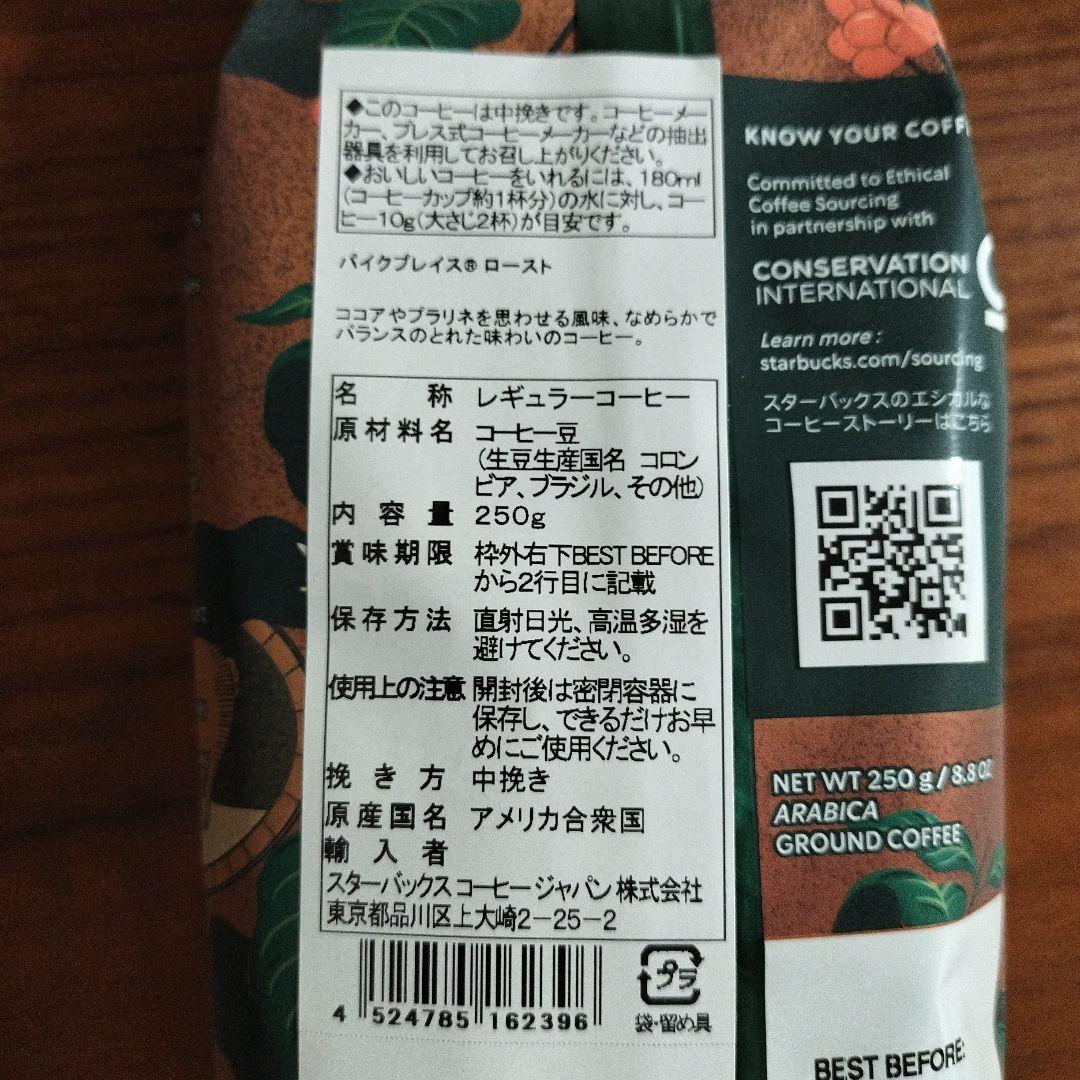 ◆このコーヒーは中挽きです。コーヒーメー
カー、プレス式コーヒーメーカーなどの抽出
器具を利用してお召し上がりください。
◆おいしいコーヒーをいれるには、180ml
(コーヒーカップ約1杯分)の水に対し、コー
ヒー10g(大さじ2杯)が目安です。
パイクプレイス® ロースト
ココアやプラリネを思わせる風味、なめらかで
バランスのとれた味わいのコーヒー。
名称 レギュラーコーヒー
原材料名 コーヒー豆
(生豆生産国名 コロン
ビア、ブラジル、その他)
内容量 250g
賞味期限 枠外右下BEST BEFORE
から2行目に記載
保存方法 直射日光、高温多湿を
避けてください。
使用上の注意 開封後は密閉容器に
保存し、できるだけお早
めにご使用ください。
挽き方 中挽き
原産国名 アメリカ合衆国
輸入者
スターバックス コーヒー ジャパン 株式会社
東京都品川区上大崎2-25-2
4 524785 162396
プラ
袋・留め具
KNOW YOUR COFF
Committed to Ethical
Coffee Sourcing
in partnership with
CONSERVATION
INTERNATIONAL
Learn more :
starbucks.com/sourcing
スターバックスのエシカルな
コーヒーストーリーはこちら
NET WT 250 g / 8.8 OZ
ARABICA
GROUND COFFEE
BEST BEFORE: